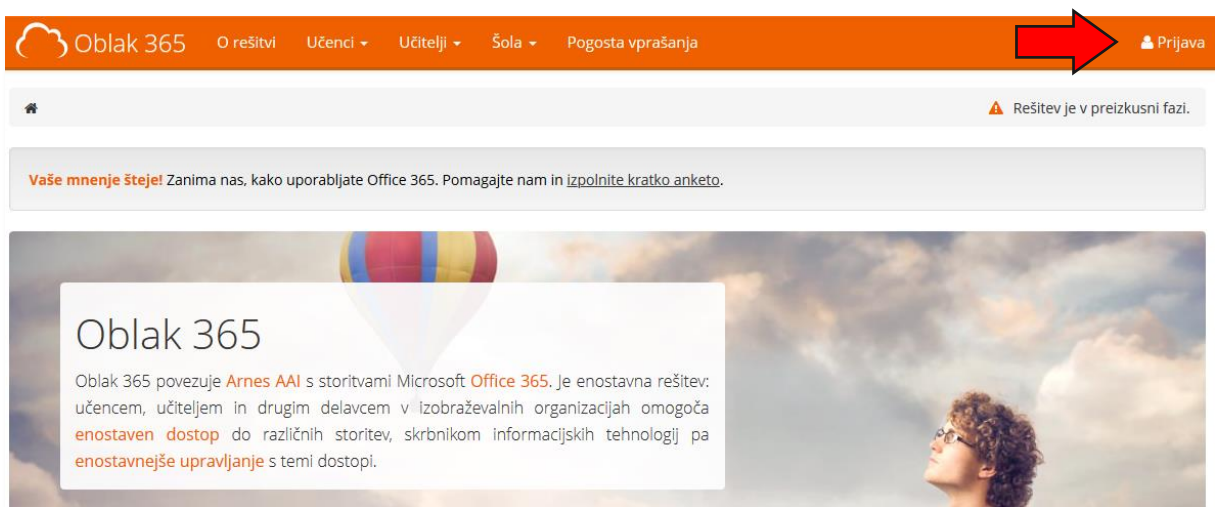 Oblak 365 O rešitvi Učenci Učitelji Šola Pogosta vprašanja Prijava
Rešitev je v preizkusni fazi.
Vaše mnenje šteje! Zanima nas, kako uporabljate Office 365. Pomagajte nam in izpolnite kratko anketo.
Oblak 365
Oblak 365 povezuje Arnes AAI s storitvami Microsoft Office 365. Je enostavna rešitev:
učencem, učiteljem in drugim delavcem v izobraževalnih organizacijah omogoča
enostaven dostop do različnih storitev, skrbnikom informacijskih tehnologij pa
enostavnejše upravljanje s temi dostopi.